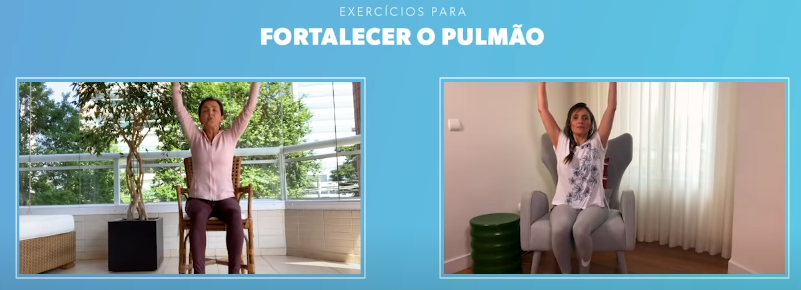 EXERCÍCIOS PARA
FORTALECER O PULMÃO